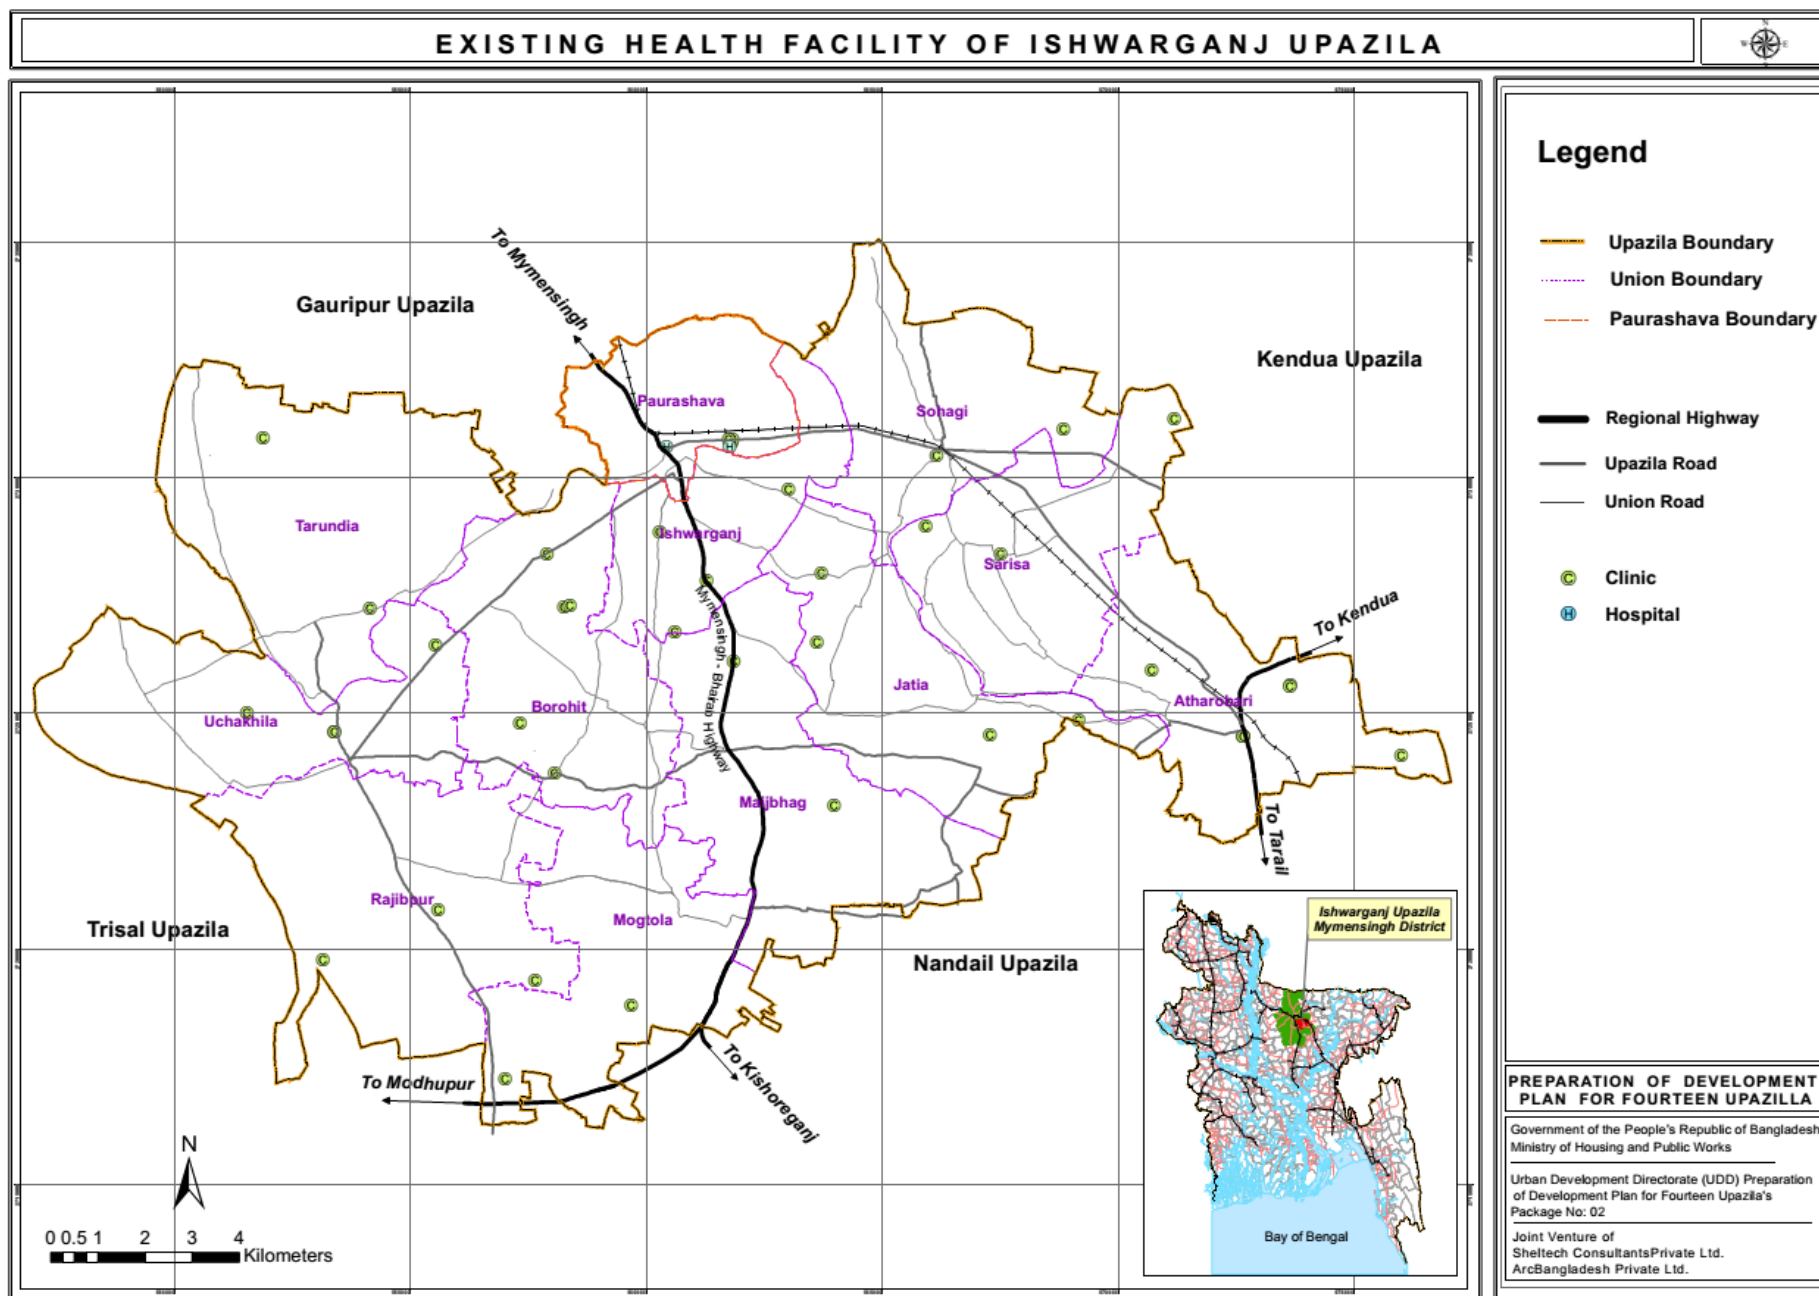 EXISTING HEALTH FACILITY OF ISHWARGANJ UPAZILA
N
W
E
To Mymensingh
Gauripur Upazila
Kendua Upazila
Paurashava
Sohagi
H
H
Tarundia
Ishwarganj
Sarisa
To Kendua
Mymensingh - Bhairab Highway
Jatia
Atharobari
Uchakhila
Borohit
Maijbhag
To Tarail
Rajibpur
Mogtola
Trisal Upazila
Nandail Upazila
To Modhupur
To Kishoreganj
N
0 0.5 1 2 3 4
Kilometers
Ishwarganj Upazila
Mymensingh District
Bay of Bengal
Legend
Upazila Boundary
Union Boundary
Paurashava Boundary
Regional Highway
Upazila Road
Union Road
C Clinic
H Hospital
PREPARATION OF DEVELOPMENT
PLAN FOR FOURTEEN UPAZILLA
Government of the People's Republic of Bangladesh
Ministry of Housing and Public Works
Urban Development Directorate (UDD) Preparation
of Development Plan for Fourteen Upazila's
Package No: 02
Joint Venture of
Sheltech ConsultantsPrivate Ltd.
ArcBangladesh Private Ltd.